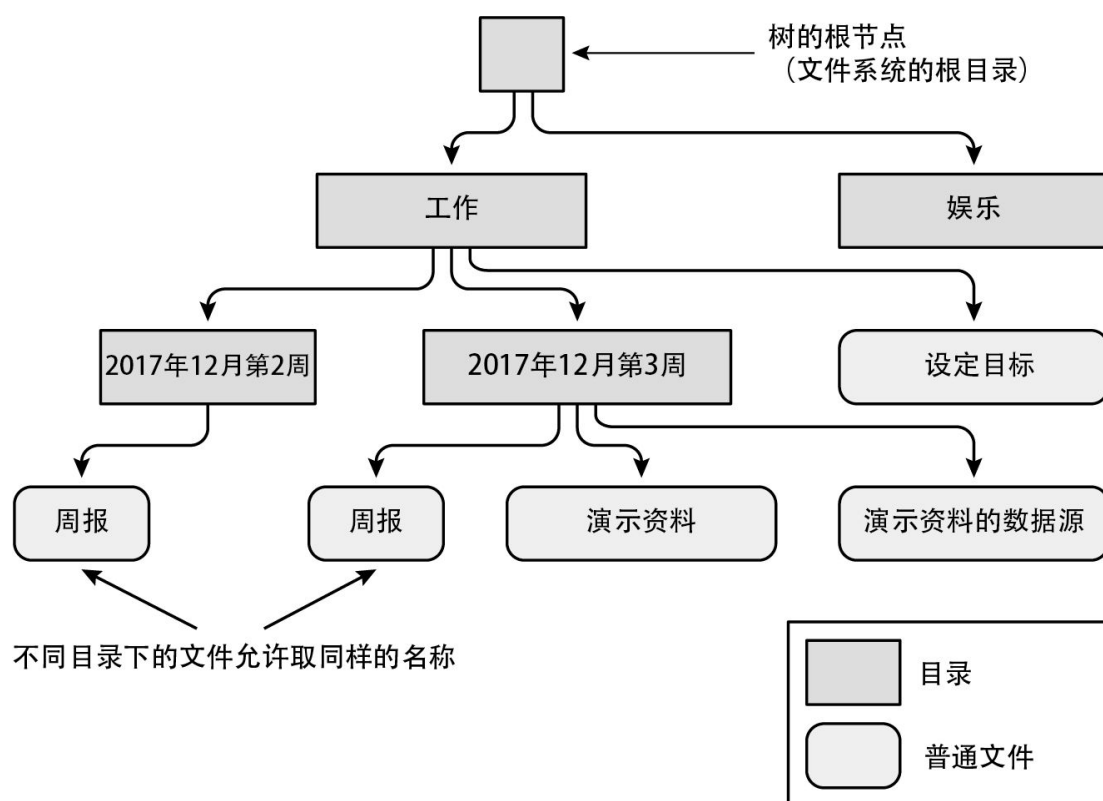 树的根节点
（文件系统的根目录）
工作
娱乐
2017年12月第2周
2017年12月第3周
设定目标
周报
周报
演示资料
演示资料的数据源
不同目录下的文件允许取同样的名称
目录
普通文件